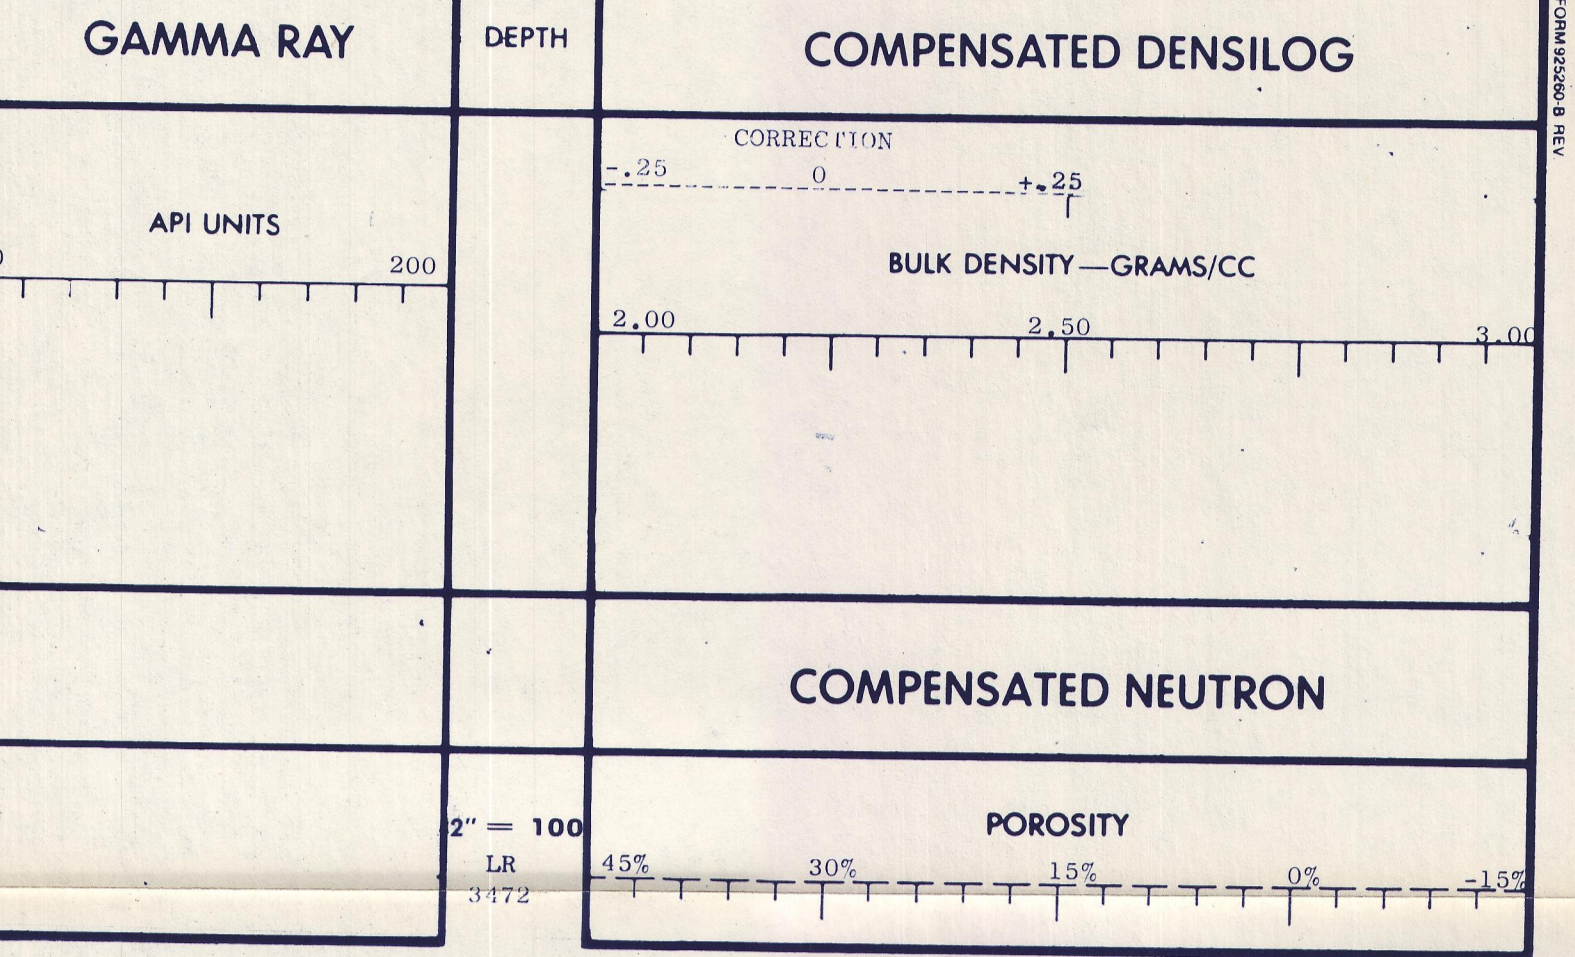 GAMMA RAY
DEPTH
COMPENSATED DENSILOG
FORM 925260-B REV.
CORRECTION
-.25 0 +.25
API UNITS
0 200
BULK DENSITY—GRAMS/CC
2.00 2.50 3.00
COMPENSATED NEUTRON
2" = 100
LR
3472
POROSITY
45% 30% 15% 0% -15%